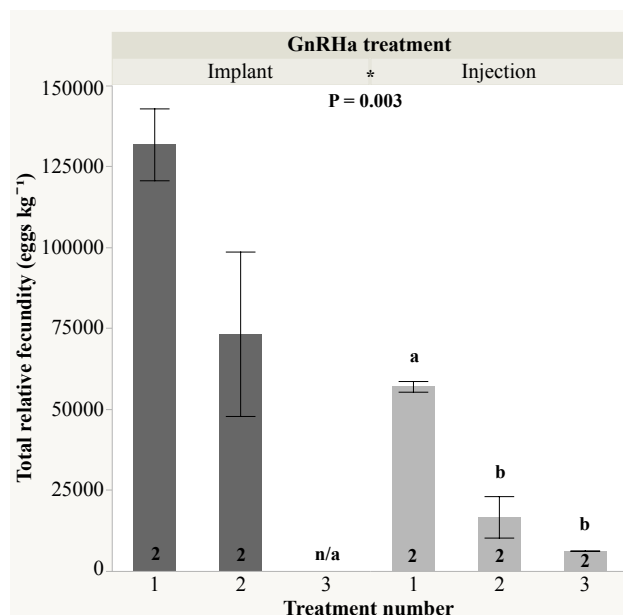 GnRHa treatment
Implant * Injection
P = 0.003
Total relative fecundity (eggs kg⁻¹)
150000
125000
100000
75000
50000
25000
0
a
b
b
2 2 n/a 2 2 2
1 2 3 1 2 3
Treatment number